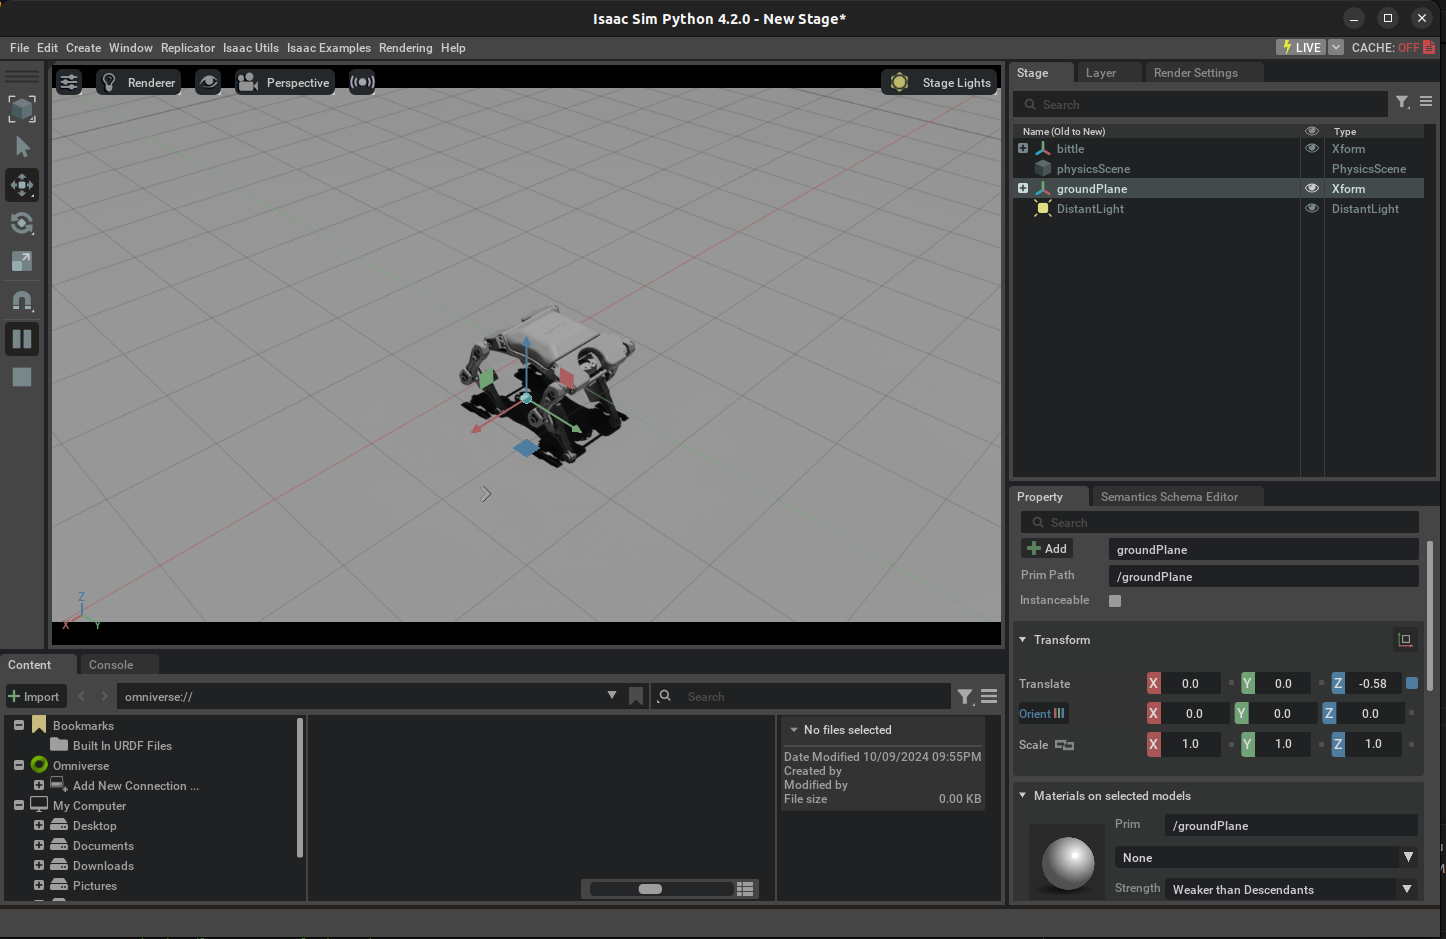 Isaac Sim Python 4.2.0 - New Stage*
File Edit Create Window Replicator Isaac Utils Isaac Examples Rendering Help
LIVE CACHE: OFF
Renderer Perspective Stage Lights
Z
X Y
Stage Layer Render Settings
Search
Name (Old to New) Type
bittle Xform
physicsScene PhysicsScene
groundPlane Xform
DistantLight DistantLight
Property Semantics Schema Editor
Search
Add groundPlane
Prim Path /groundPlane
Instanceable
Transform
Translate X 0.0 Y 0.0 Z -0.58
Orient X 0.0 Y 0.0 Z 0.0
Scale X 1.0 Y 1.0 Z 1.0
Materials on selected models
Prim /groundPlane
None
Strength Weaker than Descendants
Content Console
Import omniverse:// Search
Bookmarks
Built In URDF Files
Omniverse
Add New Connection ...
My Computer
Desktop
Documents
Downloads
Pictures
No files selected
Date Modified 10/09/2024 09:55PM
Created by
Modified by
File size 0.00 KB